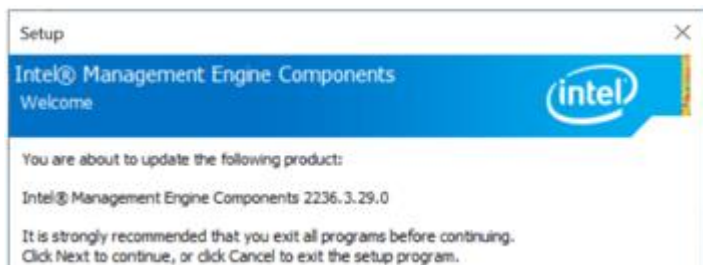 Setup
Intel® Management Engine Components
Welcome
intel
You are about to update the following product:
Intel® Management Engine Components 2236.3.29.0
It is strongly recommended that you exit all programs before continuing.
Click Next to continue, or click Cancel to exit the setup program.